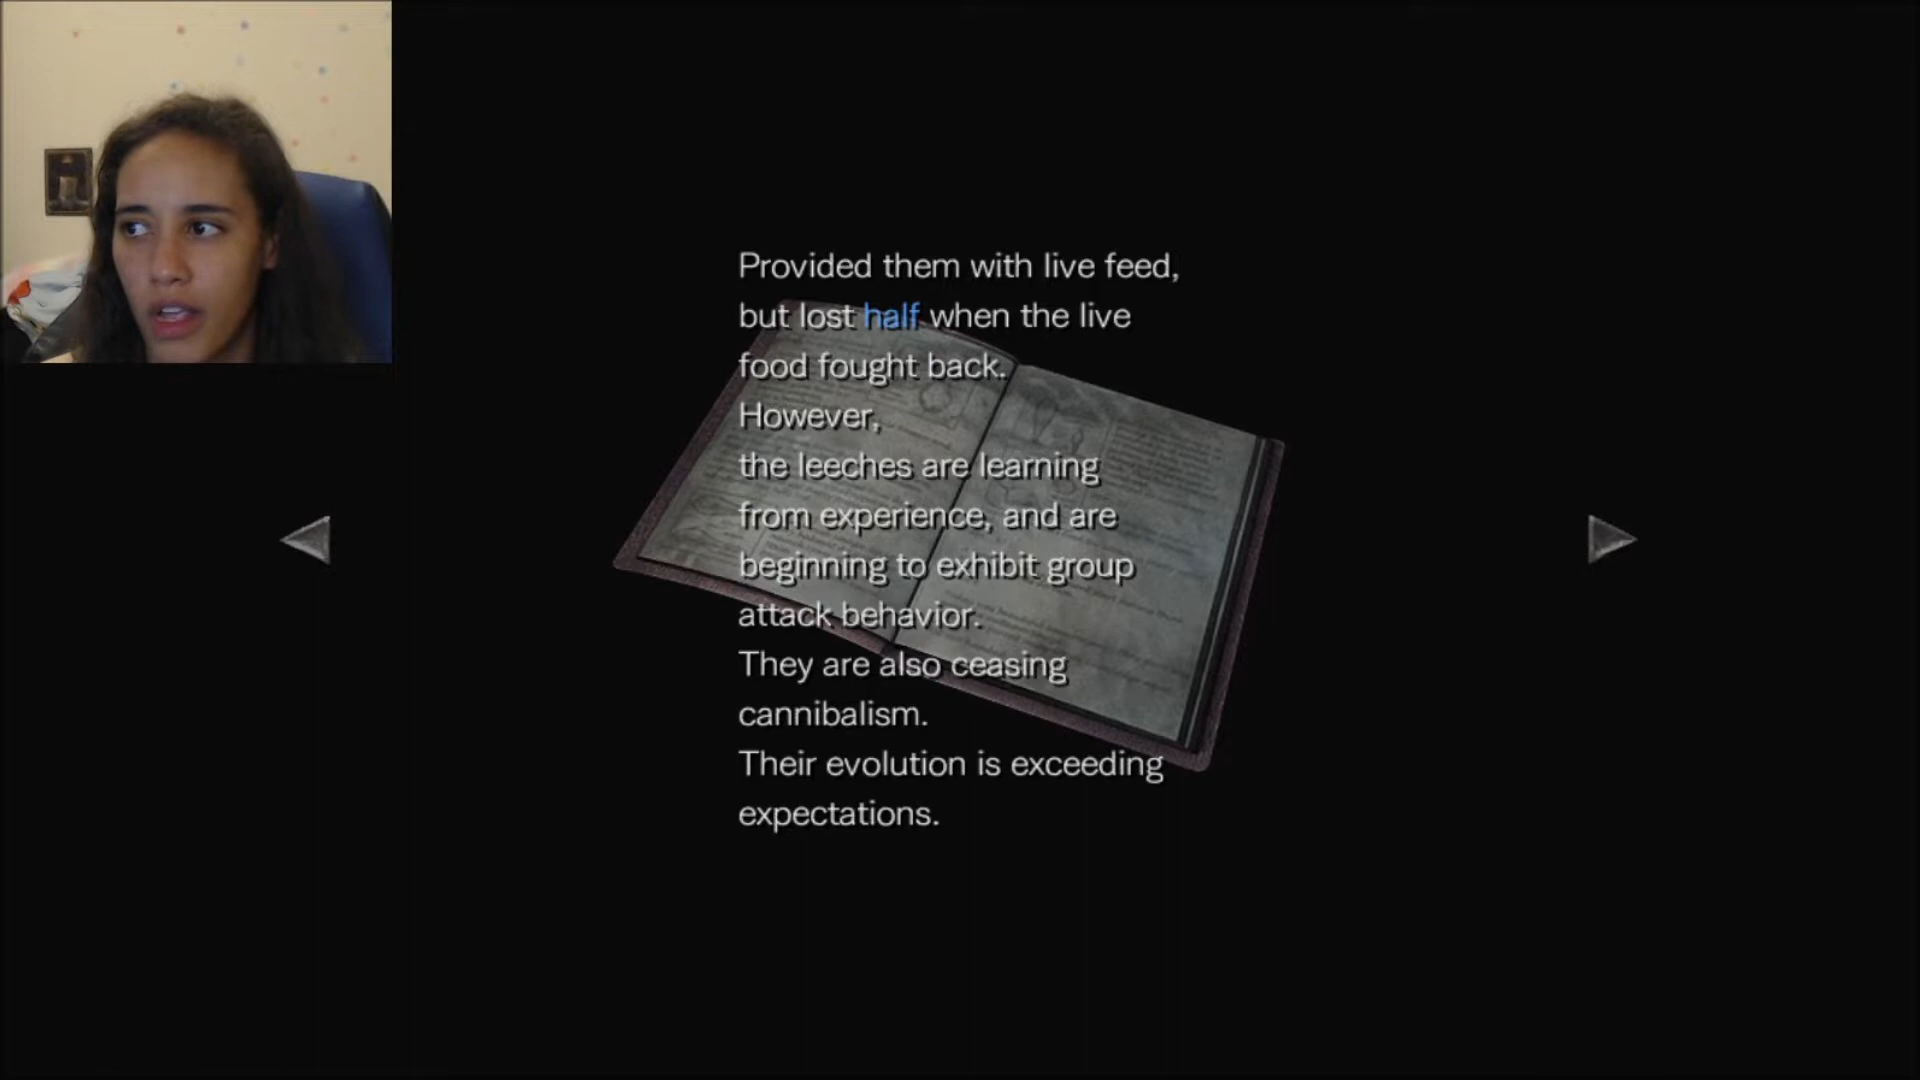 Provided them with live feed,
but lost half when the live
food fought back.
However,
the leeches are learning
from experience, and are
beginning to exhibit group
attack behavior.
They are also ceasing
cannibalism.
Their evolution is exceeding
expectations.